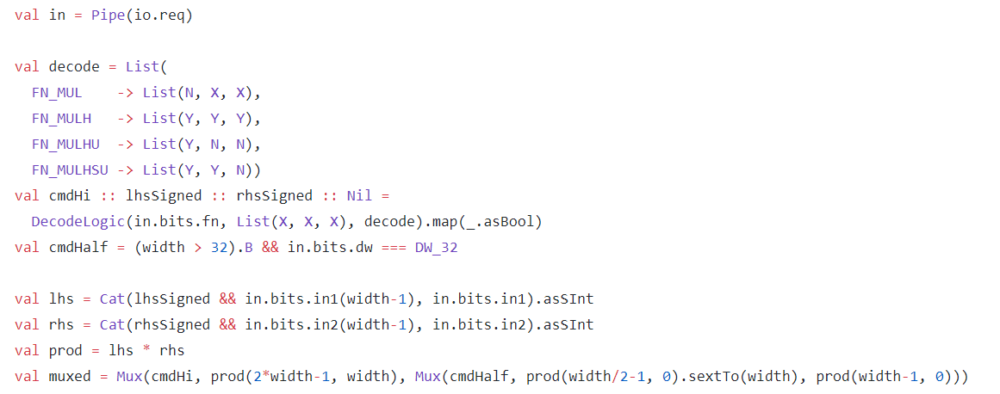 val in = Pipe(io.req)

val decode = List(
  FN_MUL    -> List(N, X, X),
  FN_MULH   -> List(Y, Y, Y),
  FN_MULHU  -> List(Y, N, N),
  FN_MULHSU -> List(Y, Y, N))
val cmdHi :: lhsSigned :: rhsSigned :: Nil =
  DecodeLogic(in.bits.fn, List(X, X, X), decode).map(_.asBool)
val cmdHalf = (width > 32).B && in.bits.dw === DW_32

val lhs = Cat(lhsSigned && in.bits.in1(width-1), in.bits.in1).asSInt
val rhs = Cat(rhsSigned && in.bits.in2(width-1), in.bits.in2).asSInt
val prod = lhs * rhs
val muxed = Mux(cmdHi, prod(2*width-1, width), Mux(cmdHalf, prod(width/2-1, 0).sextTo(width), prod(width-1, 0)))